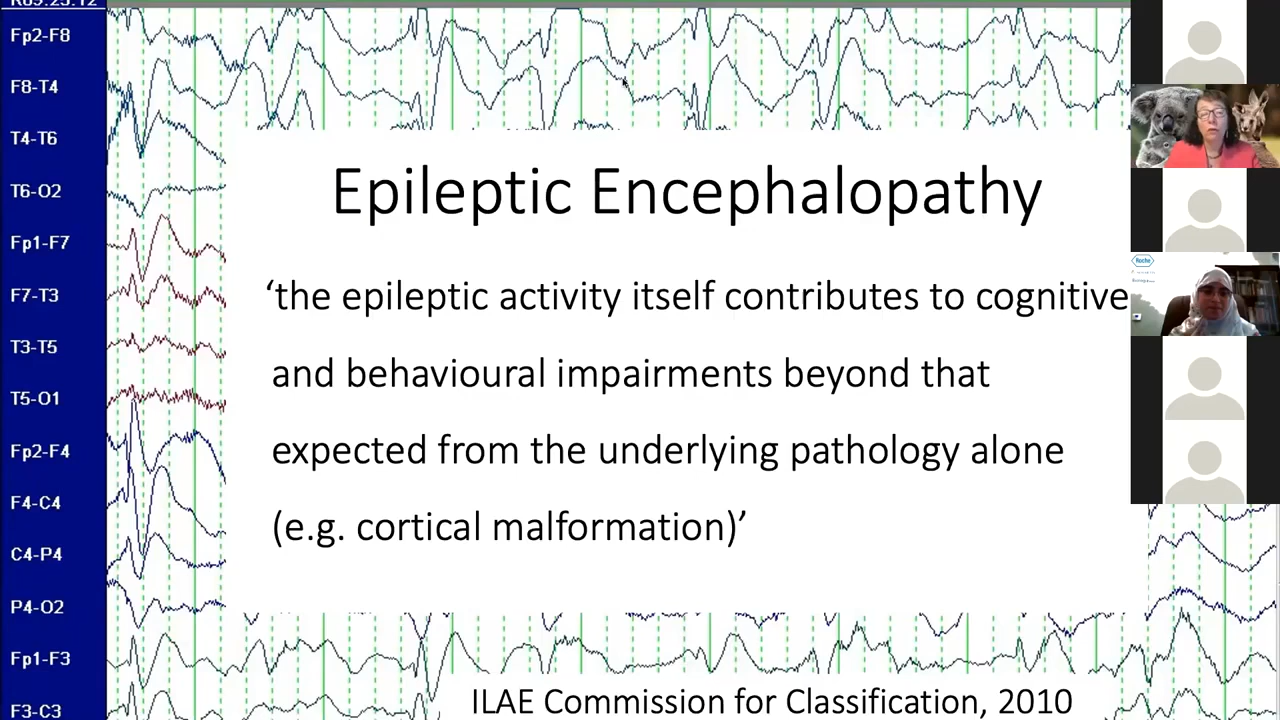 Fp2-F8
F8-T4
T4-T6
T6-O2
Fp1-F7
F7-T3
T3-T5
T5-O1
Fp2-F4
F4-C4
C4-P4
P4-O2
Fp1-F3
F3-C3
Epileptic Encephalopathy
‘the epileptic activity itself contributes to cognitive
and behavioural impairments beyond that
expected from the underlying pathology alone
(e.g. cortical malformation)’
ILAE Commission for Classification, 2010
Roche